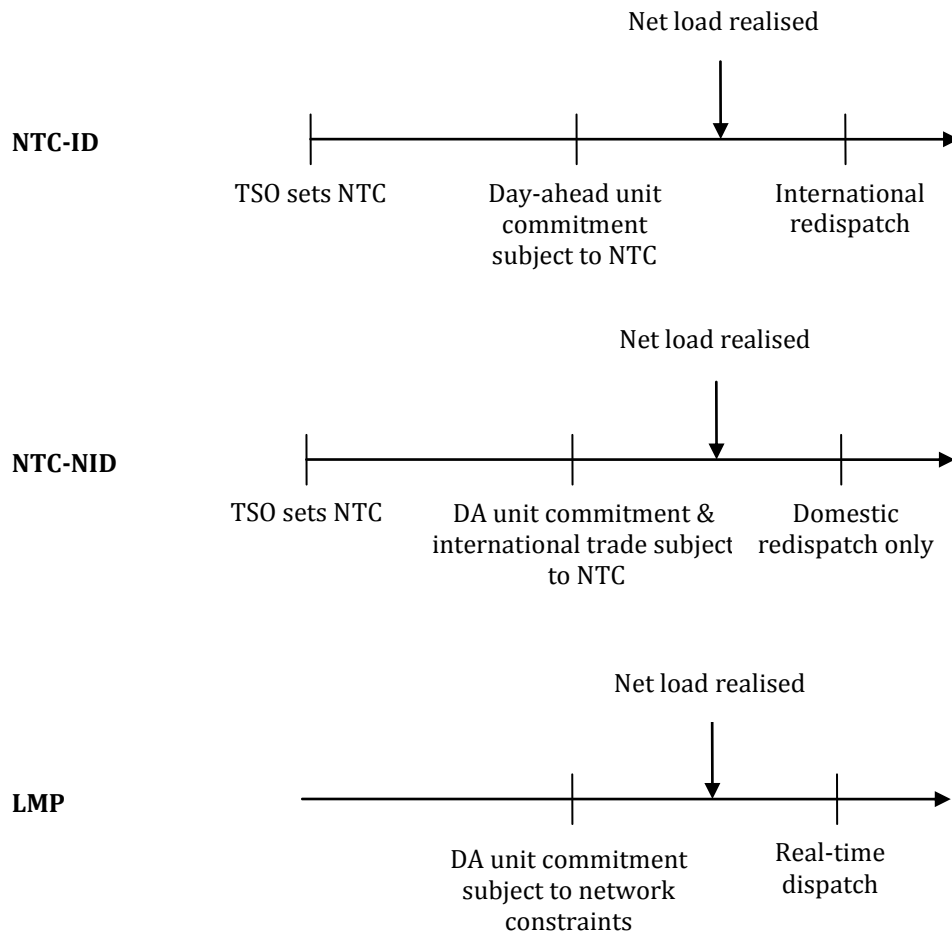 Net load realised
NTC-ID
TSO sets NTC
Day-ahead unit
commitment
subject to NTC
International
redispatch
Net load realised
NTC-NID
TSO sets NTC
DA unit commitment &
international trade subject
to NTC
Domestic
redispatch only
Net load realised
LMP
DA unit commitment
subject to network
constraints
Real-time
dispatch